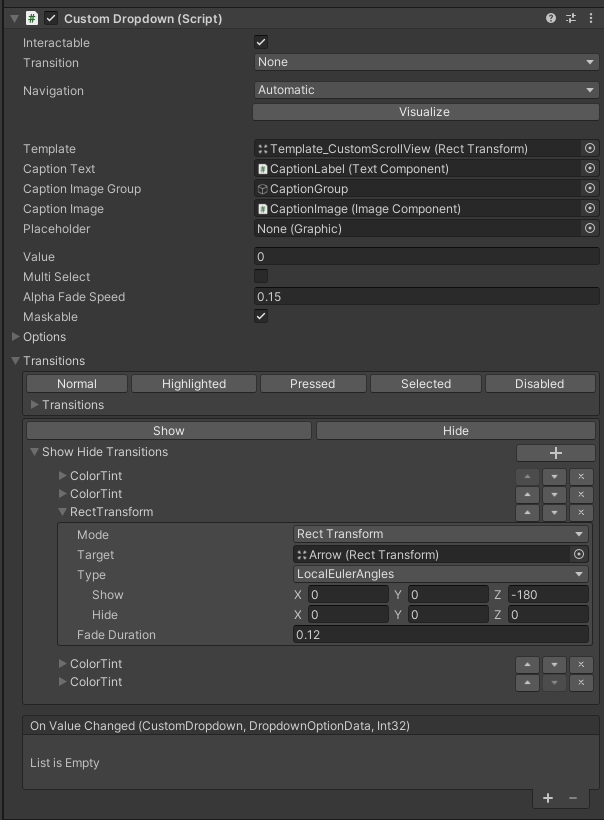 Custom Dropdown (Script)
Interactable
Transition None
Navigation Automatic
Visualize
Template Template_CustomScrollView (Rect Transform)
Caption Text CaptionLabel (Text Component)
Caption Image Group CaptionGroup
Caption Image CaptionImage (Image Component)
Placeholder None (Graphic)
Value 0
Multi Select
Alpha Fade Speed 0.15
Maskable
Options
Transitions
Normal Highlighted Pressed Selected Disabled
Transitions
Show Hide
Show Hide Transitions
ColorTint
ColorTint
RectTransform
Mode Rect Transform
Target Arrow (Rect Transform)
Type LocalEulerAngles
Show X 0 Y 0 Z -180
Hide X 0 Y 0 Z 0
Fade Duration 0.12
ColorTint
ColorTint
On Value Changed (CustomDropdown, DropdownOptionData, Int32)
List is Empty